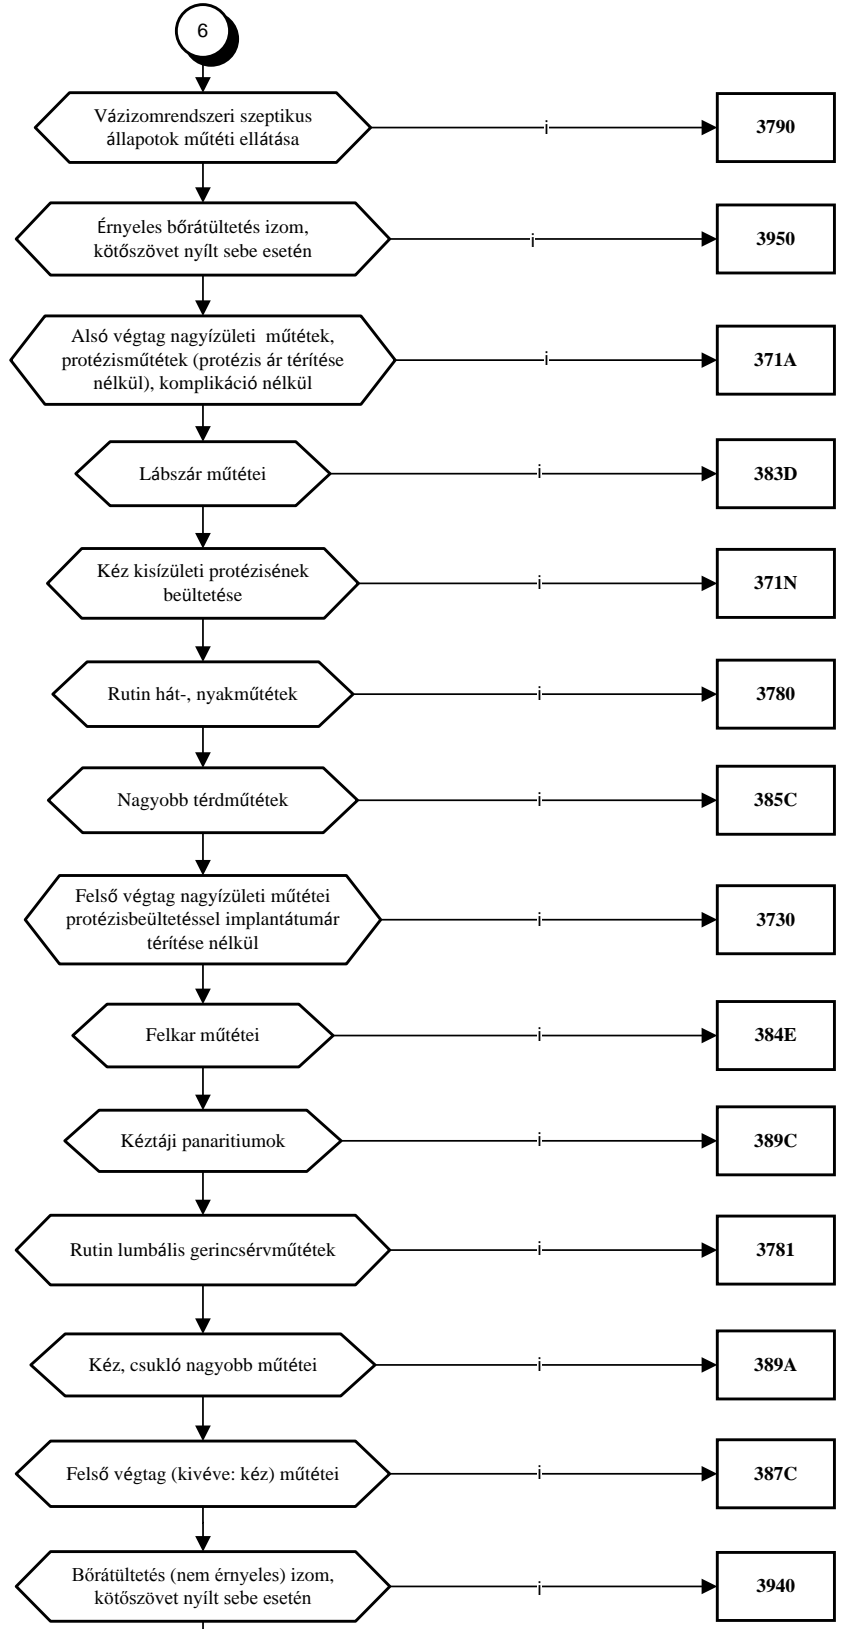 6
Vázizomrendszeri szeptikus
állapotok műtéti ellátása
i
3790
Érnyeles bőrátültetés izom,
kötőszövet nyílt sebe esetén
i
3950
Alsó végtag nagyízületi műtétek,
protézisműtétek (protézis ár térítése
nélkül), komplikáció nélkül
i
371A
Lábszár műtétei
i
383D
Kéz kisízületi protézisének
beültetése
i
371N
Rutin hát-, nyakműtétek
i
3780
Nagyobb térdműtétek
i
385C
Felső végtag nagyízületi műtétei
protézisbeültetéssel implantátumár
térítése nélkül
i
3730
Felkar műtétei
i
384E
Kéztáji panaritiumok
i
389C
Rutin lumbális gerincsérvműtétek
i
3781
Kéz, csukló nagyobb műtétei
i
389A
Felső végtag (kivéve: kéz) műtétei
i
387C
Bőrátültetés (nem érnyeles) izom,
kötőszövet nyílt sebe esetén
i
3940